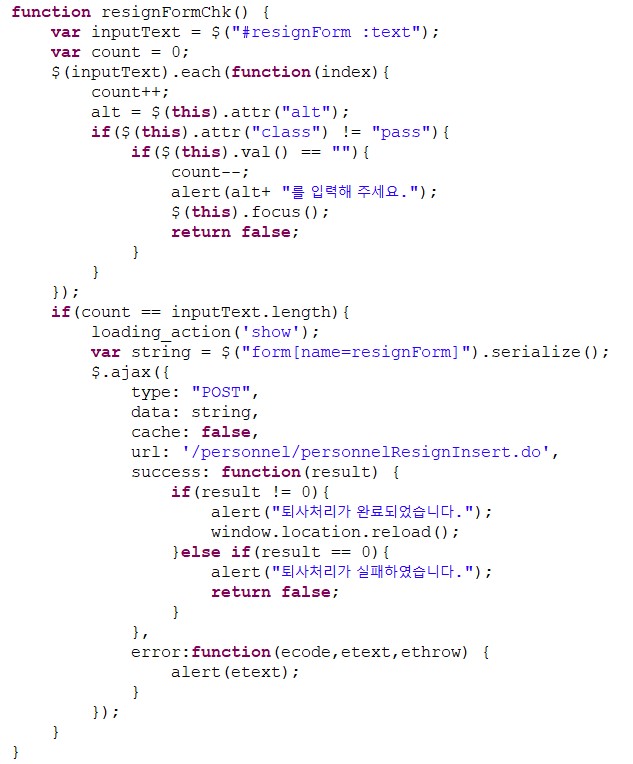 function resignFormChk() {
    var inputText = $("#resignForm :text");
    var count = 0;
    $(inputText).each(function(index){
        count++;
        alt = $(this).attr("alt");
        if($(this).attr("class") != "pass"){
            if($(this).val() == ""){
                count--;
                alert(alt+ "를 입력해 주세요.");
                $(this).focus();
                return false;
            }
        }
    });
    if(count == inputText.length){
        loading_action('show');
        var string = $("form[name=resignForm]").serialize();
        $.ajax({
            type: "POST",
            data: string,
            cache: false,
            url: '/personnel/personnelResignInsert.do',
            success: function(result) {
                if(result != 0){
                    alert("퇴사처리가 완료되었습니다.");
                    window.location.reload();
                }else if(result == 0){
                    alert("퇴사처리가 실패하였습니다.");
                    return false;
                }
            },
            error:function(ecode,etext,ethrow) {
                alert(etext);
            }
        });
    }
}